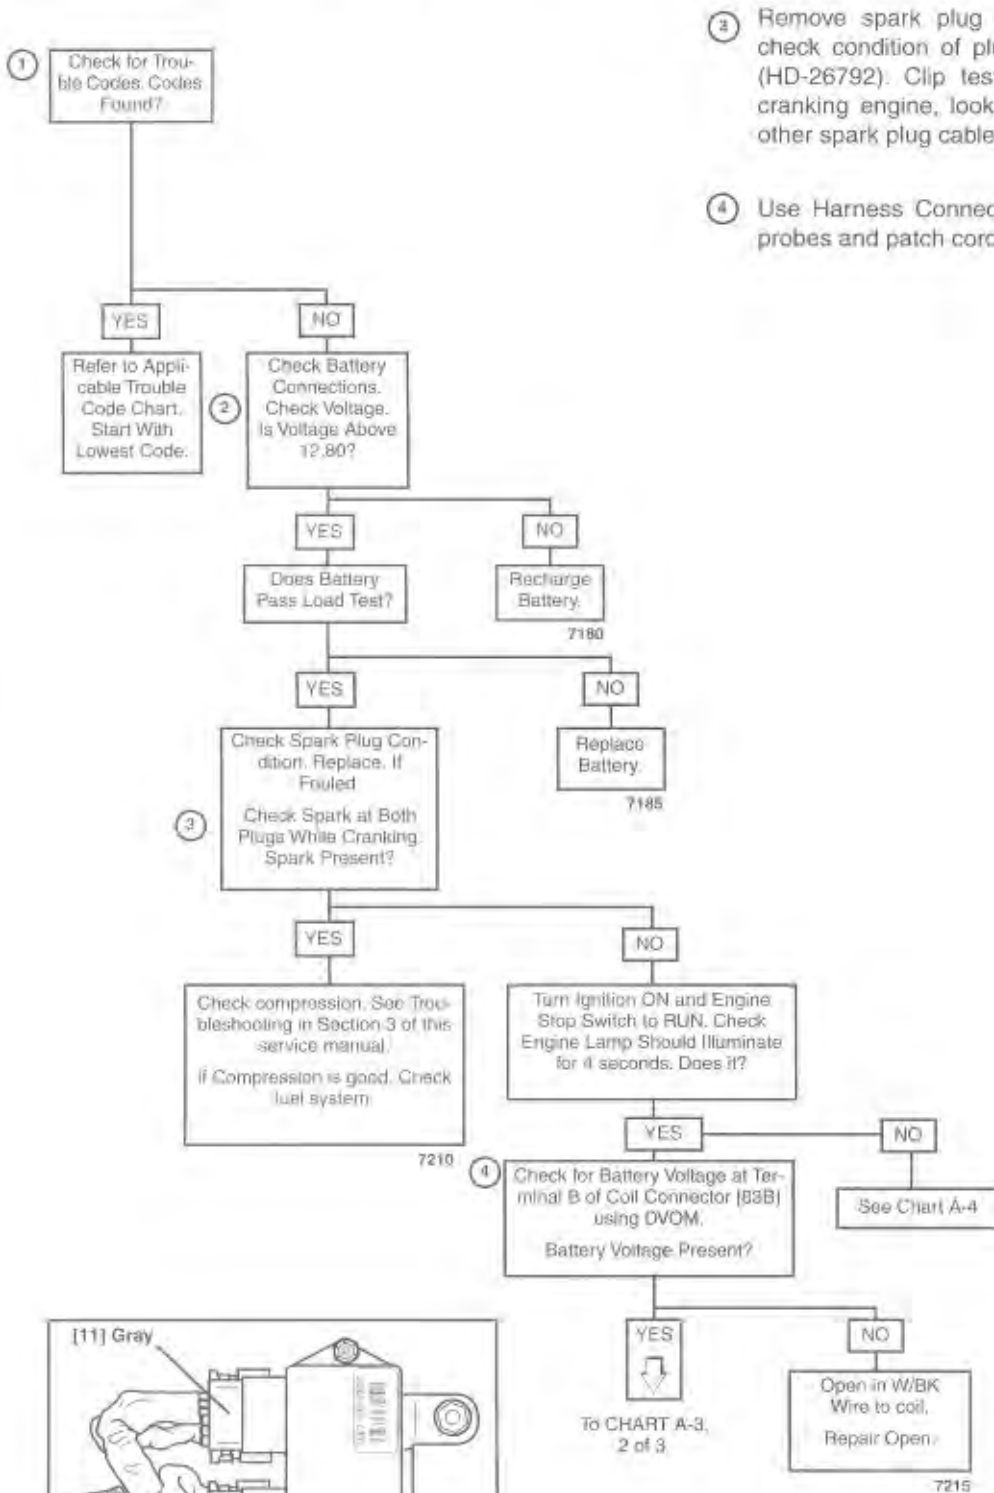 3 Remove spark plug
check condition of pl
(HD-26792). Clip tes
cranking engine, look
other spark plug cable
4 Use Harness Connec
probes and patch cord
1
Check for Trou-
ble Codes. Codes
Found?
YES
NO
Refer to Appli-
cable Trouble
Code Chart.
Start With
Lowest Code.
2
Check Battery
Connections.
Check Voltage.
Is Voltage Above
12.80?
YES
NO
Does Battery
Pass Load Test?
Recharge
Battery.
7180
YES
NO
3
Check Spark Plug Con-
dition. Replace. If
Fouled
Check Spark at Both
Plugs While Cranking.
Spark Present?
Replace
Battery.
7185
YES
NO
Check compression. See Trou-
bleshooting in Section 3 of this
service manual.
If Compression is good, Check
fuel system
7210
Turn Ignition ON and Engine
Stop Switch to RUN. Check
Engine Lamp Should Illuminate
for 4 seconds. Does it?
YES
NO
4
Check for Battery Voltage at Ter-
minal B of Coil Connector [83B]
using DVOM.
Battery Voltage Present?
See Chart A-4
YES
NO
To CHART A-3,
2 of 3
Open in W/BK
Wire to coil.
Repair Open.
7215
[11] Gray